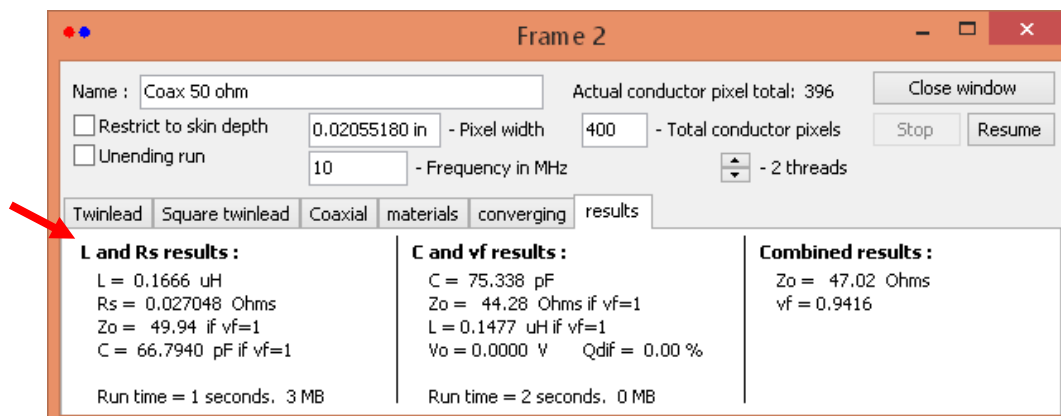 Frame 2
Name : Coax 50 ohm Actual conductor pixel total: 396 Close window
Restrict to skin depth 0.02055180 in - Pixel width 400 - Total conductor pixels Stop Resume
Unending run 10 - Frequency in MHz - 2 threads
Twinlead Square twinlead Coaxial materials converging results
L and Rs results :
L = 0.1666 uH
Rs = 0.027048 Ohms
Zo = 49.94 if vf=1
C = 66.7940 pF if vf=1
Run time = 1 seconds. 3 MB
C and vf results :
C = 75.338 pF
Zo = 44.28 Ohms if vf=1
L = 0.1477 uH if vf=1
Vo = 0.0000 V Qdif = 0.00 %
Run time = 2 seconds. 0 MB
Combined results :
Zo = 47.02 Ohms
vf = 0.9416